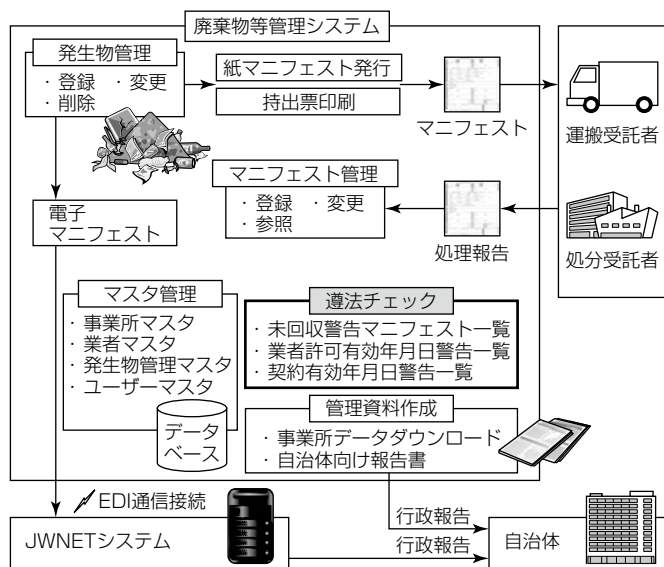 廃棄物等管理システム
発生物管理
・登録 ・変更
・削除
紙マニフェスト発行
持出票印刷
マニフェスト
運搬受託者
マニフェスト管理
・登録 ・変更
・参照
処理報告
処分受託者
電子
マニフェスト
マスタ管理
・事業所マスタ
・業者マスタ
・発生物管理マスタ
・ユーザーマスタ
データ
ベース
遵法チェック
・未回収警告マニフェスト一覧
・業者許可有効年月日警告一覧
・契約有効年月日警告一覧
管理資料作成
・事業所データダウンロード
・自治体向け報告書
EDI通信接続
JWNETシステム
行政報告
行政報告
自治体